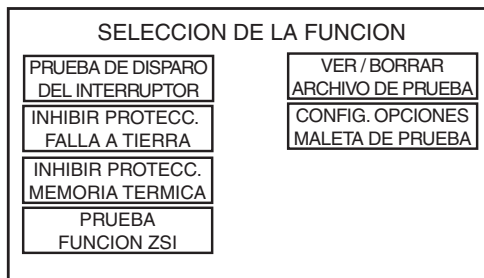 SELECCION DE LA FUNCION
PRUEBA DE DISPARO
DEL INTERRUPTOR
INHIBIR PROTECC.
FALLA A TIERRA
INHIBIR PROTECC.
MEMORIA TERMICA
PRUEBA
FUNCION ZSI
VER / BORRAR
ARCHIVO DE PRUEBA
CONFIG. OPCIONES
MALETA DE PRUEBA